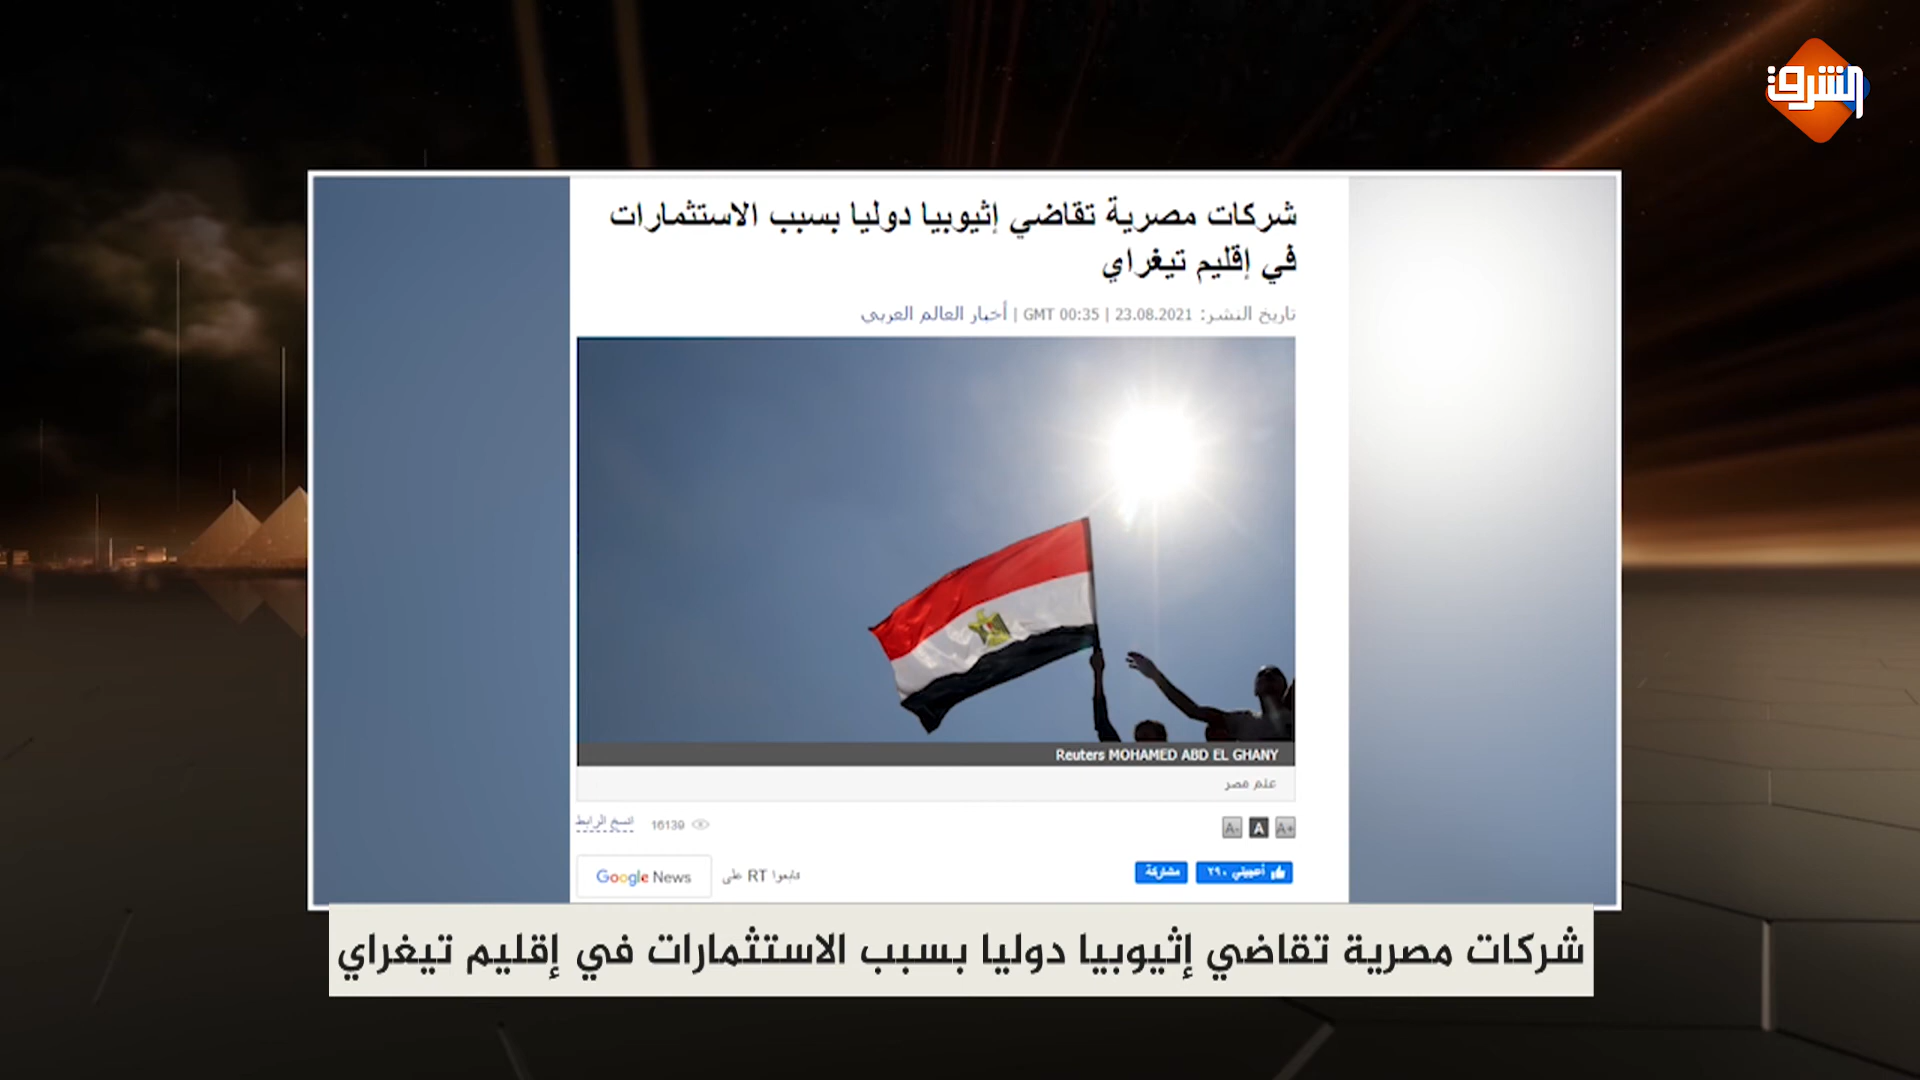 الشرق
شركات مصرية تقاضي إثيوبيا دوليا بسبب الاستثمارات
في إقليم تيغراي
تاريخ النشر: 23.08.2021 | 00:35 GMT | أخبار العالم العربي
Reuters MOHAMED ABD EL GHANY
علم مصر
انسخ الرابط 16139
A- A A+
Google News تابعوا RT على
مشاركة أعجبني ٢٩٠
شركات مصرية تقاضي إثيوبيا دوليا بسبب الاستثمارات في إقليم تيغراي